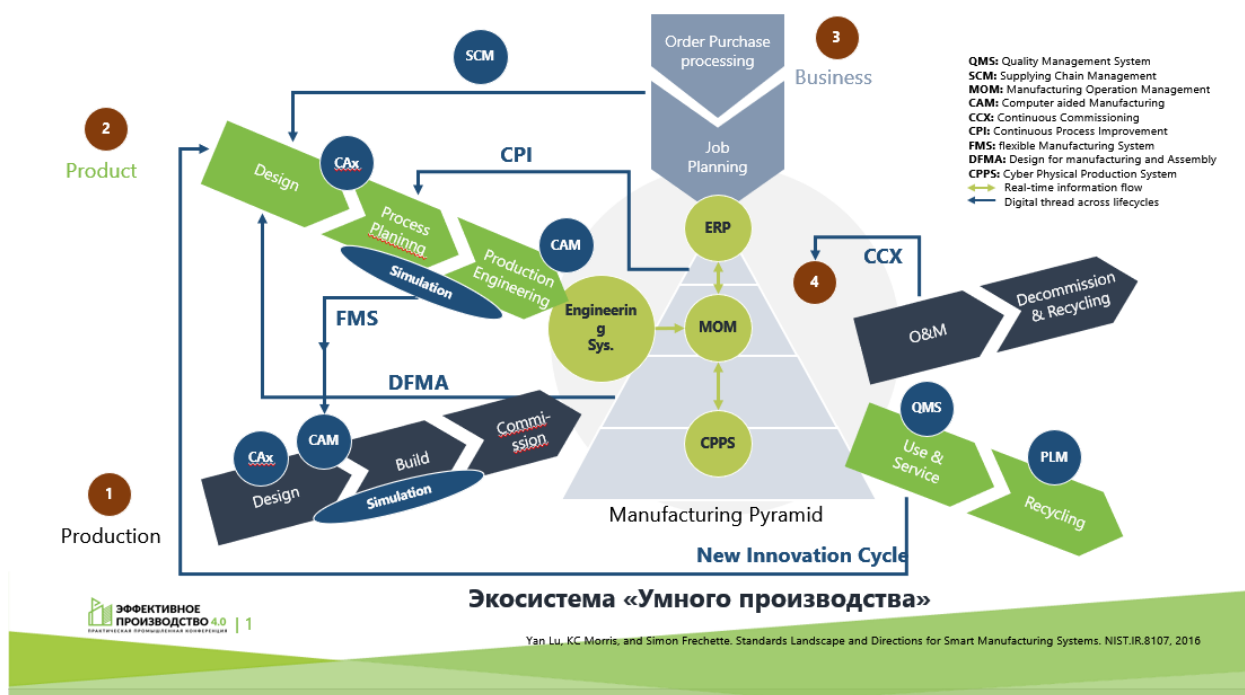 Order Purchase
processing
3
Business
SCM
QMS: Quality Management System
SCM: Supplying Chain Management
MOM: Manufacturing Operation Management
CAM: Computer aided Manufacturing
CCX: Continuous Commissioning
CPI: Continuous Process Improvement
FMS: flexible Manufacturing System
DFMA: Design for manufacturing and Assembly
CPPS: Cyber Physical Production System
Real-time information flow
Digital thread across lifecycles
2
Product
Design
CAx
CPI
Job
Planning
Process
Planinng
ERP
CAM
Production
Engineering
Simulation
CCX
4
Decommission
& Recycling
O&M
FMS
Engineerin
g
Sys.
MOM
DFMA
QMS
Commi-
ssion
CAM
CAx
Build
CPPS
Use &
Service
PLM
Design
Simulation
Recycling
1
Production
Manufacturing Pyramid
New Innovation Cycle
Экосистема «Умного производства»
ЭФФЕКТИВНОЕ
ПРОИЗВОДСТВО 4.0
ПРАКТИЧЕСКАЯ ПРОМЫШЛЕННАЯ КОНФЕРЕНЦИЯ
| 1
Yan Lu, KC Morris, and Simon Frechette. Standards Landscape and Directions for Smart Manufacturing Systems. NIST.IR.8107, 2016